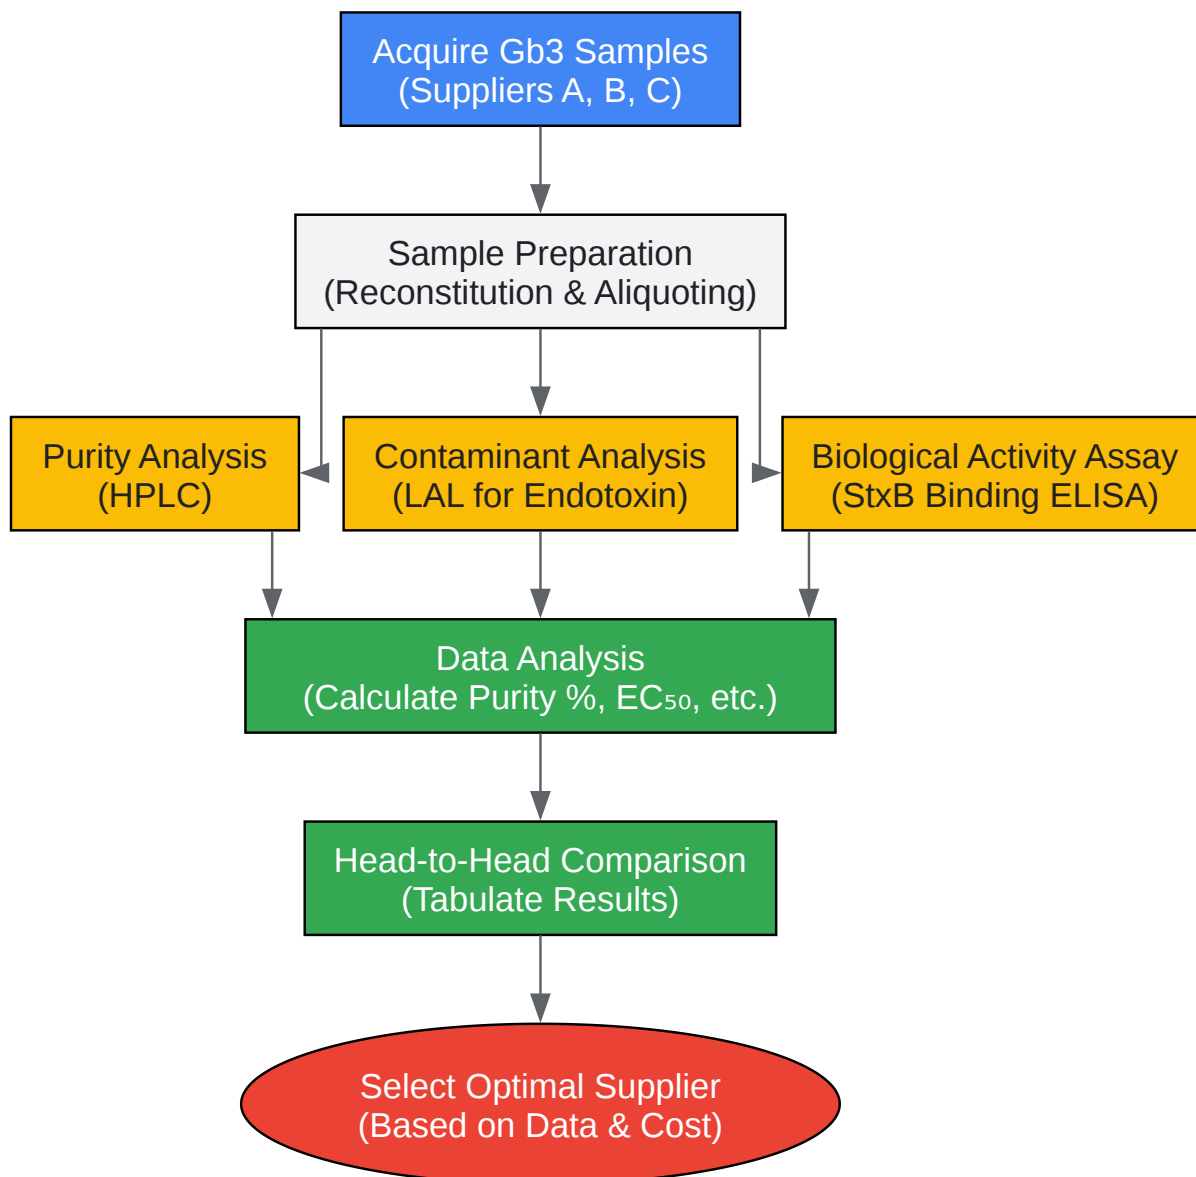 Acquire Gb3 Samples
(Suppliers A, B, C)
Sample Preparation
(Reconstitution & Aliquoting)
Purity Analysis
(HPLC)
Contaminant Analysis
(LAL for Endotoxin)
Biological Activity Assay
(StxB Binding ELISA)
Data Analysis
(Calculate Purity %, EC₅₀, etc.)
Head-to-Head Comparison
(Tabulate Results)
Select Optimal Supplier
(Based on Data & Cost)